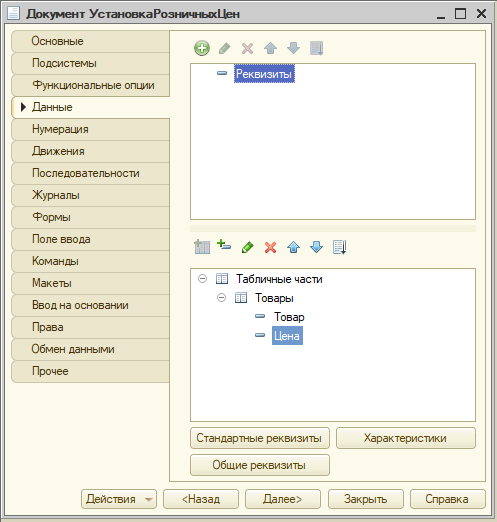 Документ УстановкаРозничныхЦен
Основные
Подсистемы
Функциональные опции
Данные
Нумерация
Движения
Последовательности
Журналы
Формы
Поле ввода
Команды
Макеты
Ввод на основании
Права
Обмен данными
Прочее
Реквизиты
Табличные части
Товары
Товар
Цена
Стандартные реквизиты
Характеристики
Общие реквизиты
Действия
<Назад
Далее>
Закрыть
Справка